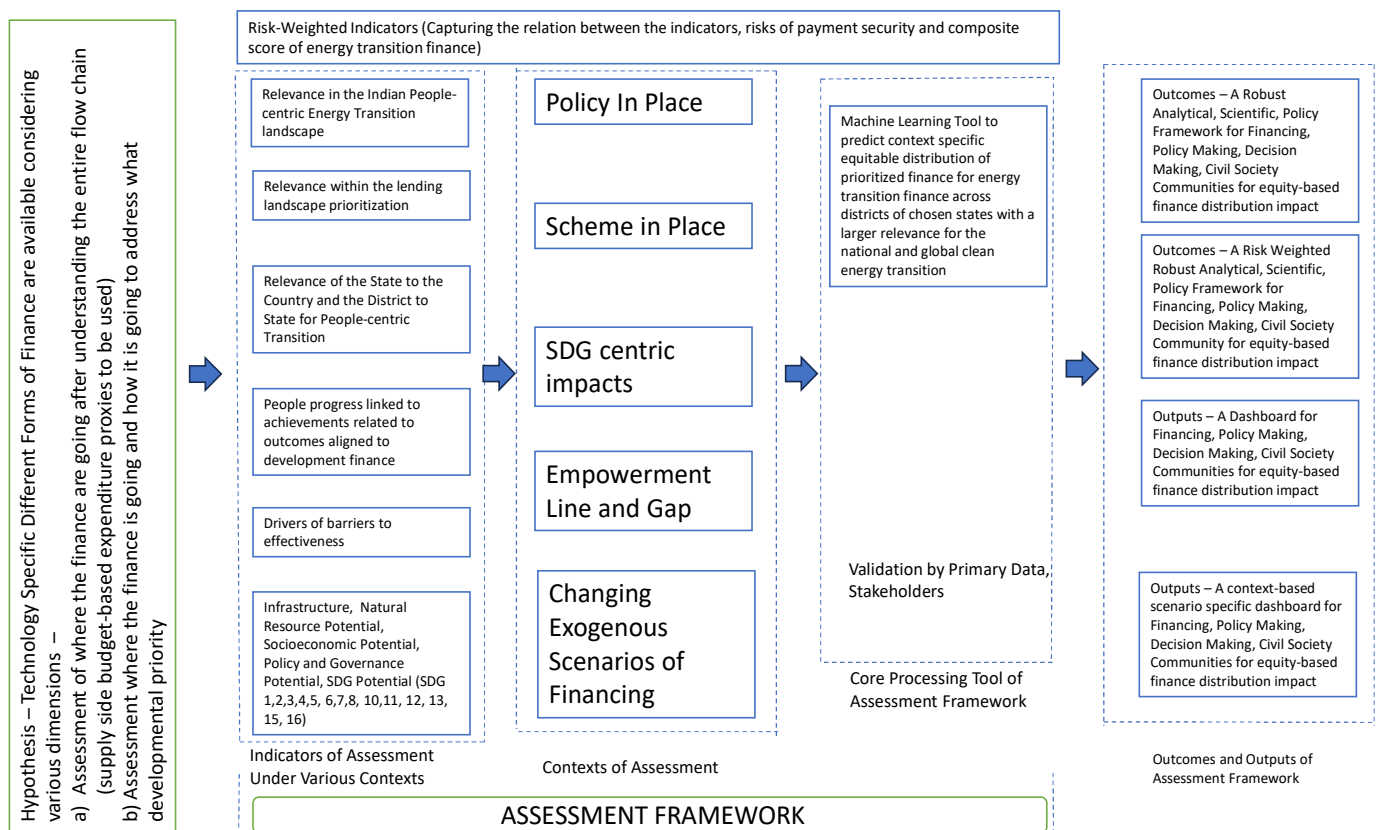 Hypothesis – Technology Specific Different Forms of Finance are available considering
various dimensions –
a) Assessment of where the finance are going after understanding the entire flow chain
(supply side budget-based expenditure proxies to be used)
b) Assessment where the finance is going and how it is going to address what
developmental priority
Risk-Weighted Indicators (Capturing the relation between the indicators, risks of payment security and composite
score of energy transition finance)
Relevance in the Indian People-
centric Energy Transition
landscape
Relevance within the lending
landscape prioritization
Relevance of the State to the
Country and the District to
State for People-centric
Transition
People progress linked to
achievements related to
outcomes aligned to
development finance
Drivers of barriers to
effectiveness
Infrastructure, Natural
Resource Potential,
Socioeconomic Potential,
Policy and Governance
Potential, SDG Potential (SDG
1,2,3,4,5, 6,7,8, 10,11, 12, 13,
15, 16)
Indicators of Assessment
Under Various Contexts
Policy In Place
Scheme in Place
SDG centric
impacts
Empowerment
Line and Gap
Changing
Exogenous
Scenarios of
Financing
Contexts of Assessment
Machine Learning Tool to
predict context specific
equitable distribution of
prioritized finance for energy
transition finance across
districts of chosen states with a
larger relevance for the
national and global clean
energy transition
Validation by Primary Data,
Stakeholders
Core Processing Tool of
Assessment Framework
Outcomes – A Robust
Analytical, Scientific, Policy
Framework for Financing,
Policy Making, Decision
Making, Civil Society
Communities for equity-based
finance distribution impact
Outcomes – A Risk Weighted
Robust Analytical, Scientific,
Policy Framework for
Financing, Policy Making,
Decision Making, Civil Society
Community for equity-based
finance distribution impact
Outputs – A Dashboard for
Financing, Policy Making,
Decision Making, Civil Society
Communities for equity-based
finance distribution impact
Outputs – A context-based
scenario specific dashboard for
Financing, Policy Making,
Decision Making, Civil Society
Communities for equity-based
finance distribution impact
Outcomes and Outputs of
Assessment Framework
ASSESSMENT FRAMEWORK